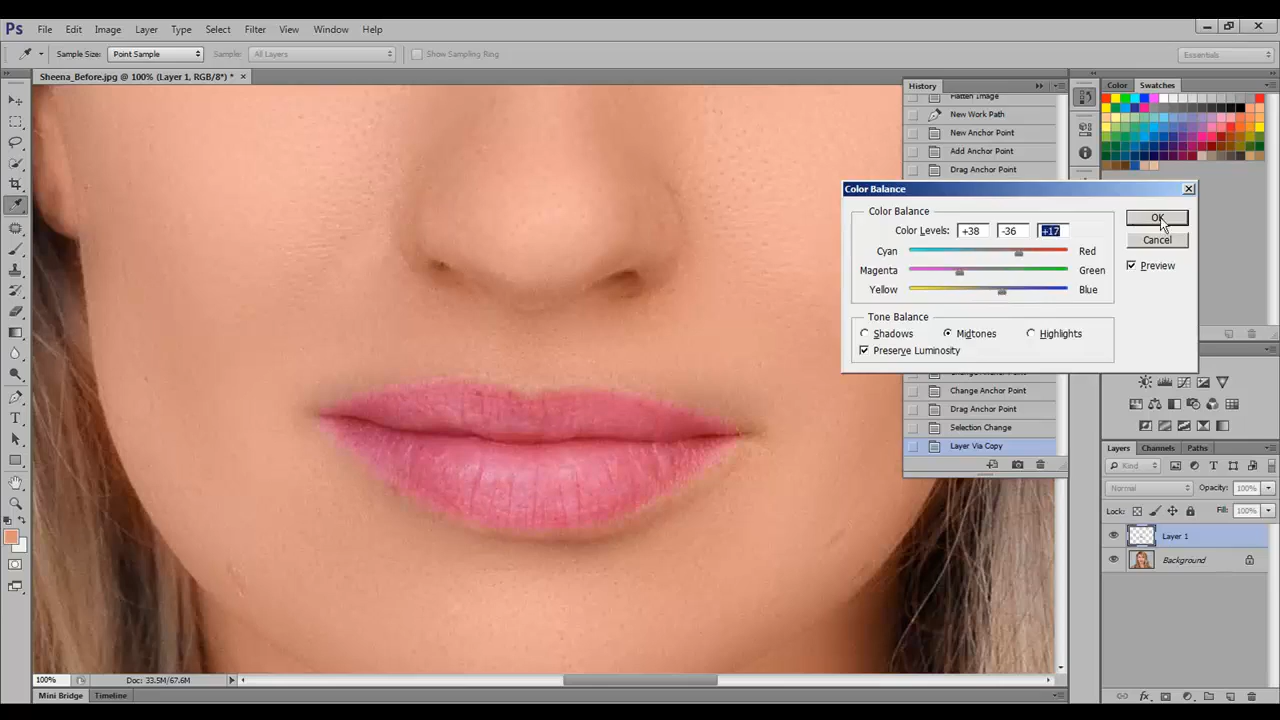 Ps File Edit Image Layer Type Select Filter View Window Help
Sample Size: Point Sample Sample: All Layers Show Sampling Ring Essentials
Sheena_Before.jpg @ 100% (Layer 1, RGB/8*) * ×
History
Color Swatches
Flatten Image
New Work Path
New Anchor Point
Add Anchor Point
Drag Anchor Point
Color Balance
Color Balance
Color Levels: +38 -36 +17
Cyan Red
Magenta Green
Yellow Blue
OK
Cancel
Preview
Tone Balance
Shadows Midtones Highlights
Preserve Luminosity
Change Anchor Point
Drag Anchor Point
Selection Change
Layer Via Copy
Layers Channels Paths
Kind
Normal Opacity: 100%
Lock: Fill: 100%
Layer 1
Background
100% Doc: 33.5M/67.6M
Mini Bridge Timeline